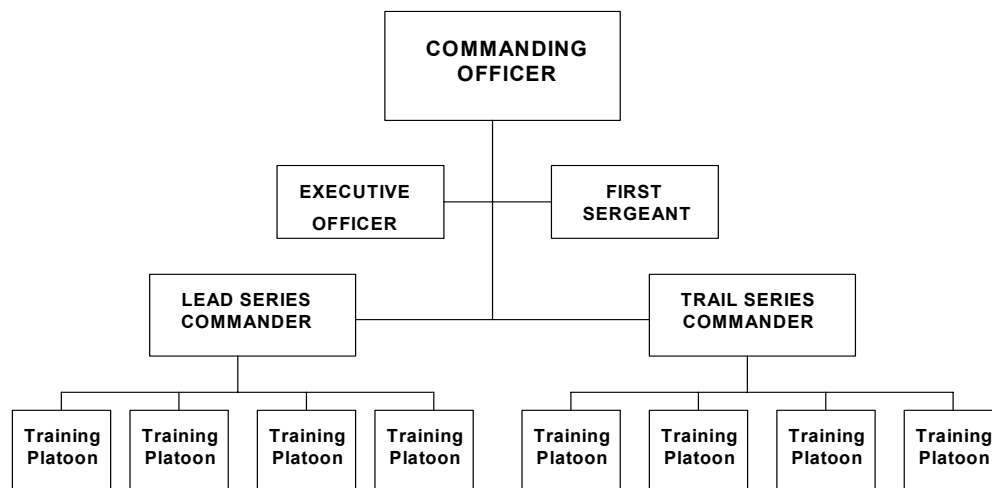 COMMANDING
OFFICER
EXECUTIVE
OFFICER
FIRST
SERGEANT
LEAD SERIES
COMMANDER
TRAIL SERIES
COMMANDER
Training
Platoon
Training
Platoon
Training
Platoon
Training
Platoon
Training
Platoon
Training
Platoon
Training
Platoon
Training
Platoon